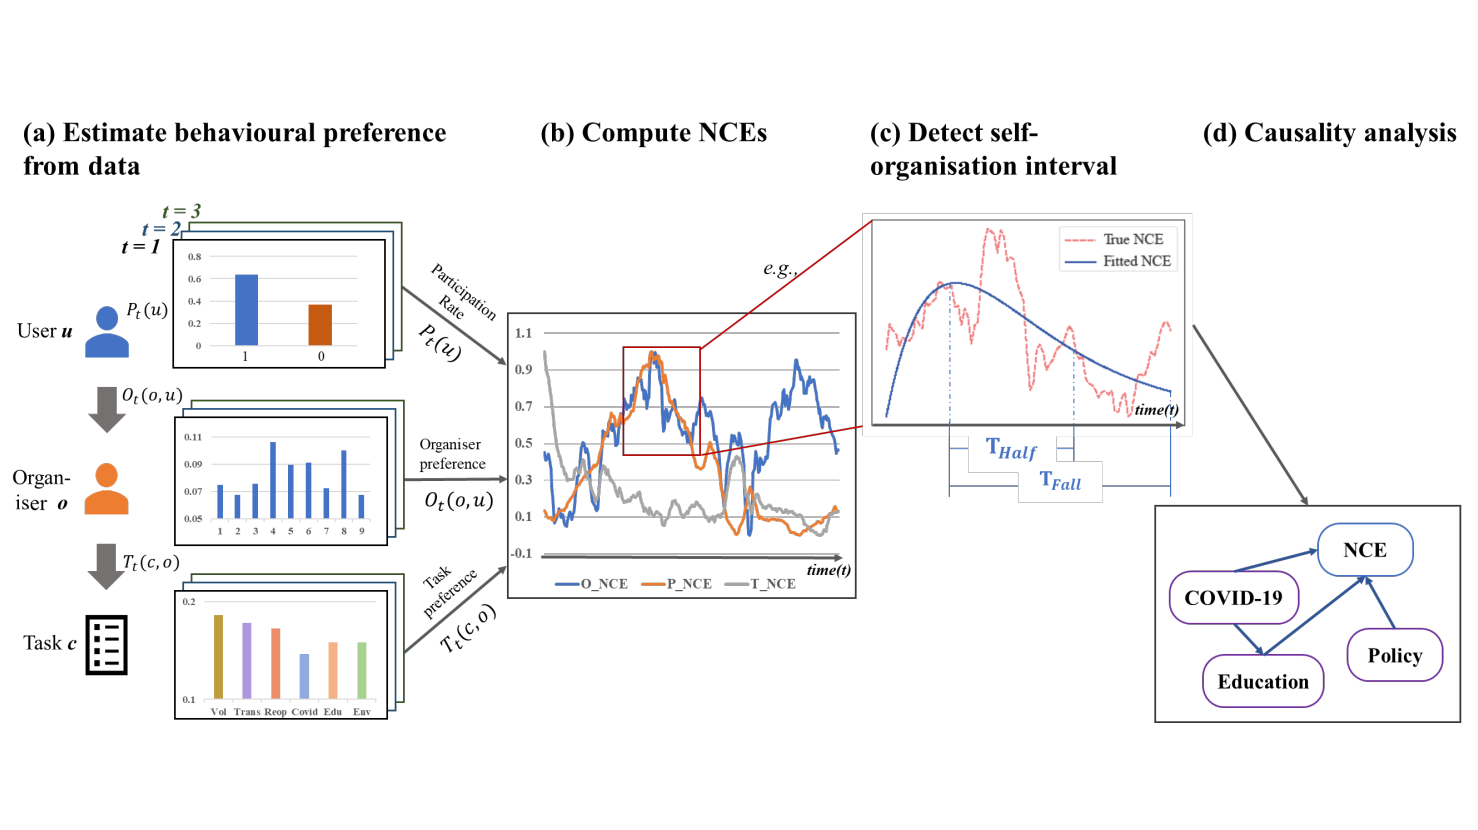 (a) Estimate behavioural preference
from data
(b) Compute NCEs
(c) Detect self-
organisation interval
(d) Causality analysis
t = 3
t = 2
t = 1
0.8
0.6
0.4
0.2
0
1 0
User u
P_t(u)
O_t(o,u)
0.11
0.09
0.07
0.05
1 2 3 4 5 6 7 8 9
Organ-
iser o
T_t(c,o)
0.2
0.1
Vol Trans Reop Covid Edu Env
Task c
Participation
Rate
P_t(u)
Organiser
preference
O_t(o,u)
Task
preference
T_t(c,o)
1.1
0.9
0.7
0.5
0.3
0.1
-0.1
time(t)
O_NCE P_NCE T_NCE
e.g.,
True NCE
Fitted NCE
time(t)
T_Half
T_Fall
NCE
COVID-19
Policy
Education